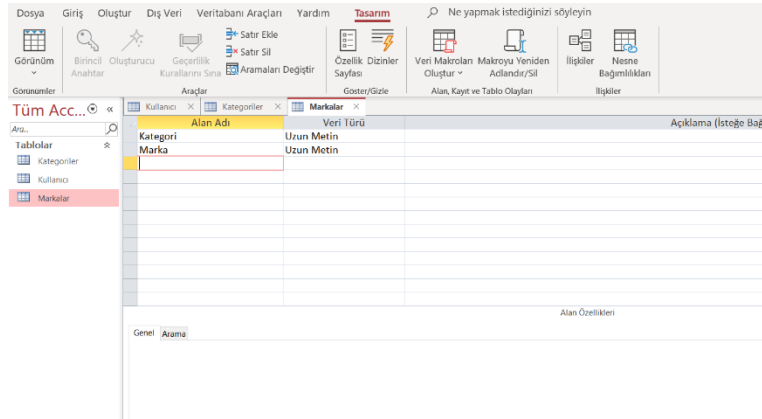 Dosya Giriş Oluştur Dış Veri Veritabanı Araçları Yardım Tasarım Ne yapmak istediğinizi söyleyin
Görünüm
Birincil Anahtar
Oluşturucu
Geçerlilik Kurallarını Sına
Satır Ekle
Satır Sil
Aramaları Değiştir
Özellik Sayfası
Dizinler
Veri Makroları Oluştur
Makroyu Yeniden Adlandır/Sil
İlişkiler
Nesne Bağımlılıkları
Görünümler Araçlar Göster/Gizle Alan, Kayıt ve Tablo Olayları İlişkiler
Tüm Acc...
Ara...
Tablolar
Kategoriler
Kullanıcı
Markalar
Kullanıcı Kategoriler Markalar
Alan Adı Veri Türü Açıklama (İsteğe Bağ
Kategori Uzun Metin
Marka Uzun Metin
Alan Özellikleri
Genel Arama